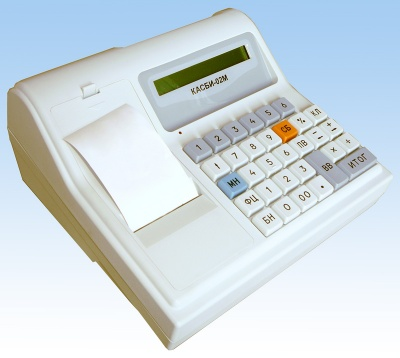 КАСБИ-02М
1 2 3 4 5 6
1 7 8 9 СБ % КЛ
4 5 6 ПВ − ÷
МН 1 2 3 × +
ФЦ 0 00 · ВВ ИТОГ
БН